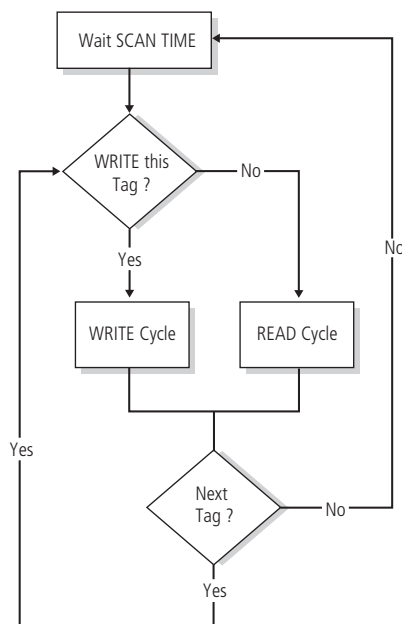 Wait SCAN TIME
WRITE this
Tag ?
No
No
Yes
WRITE Cycle
READ Cycle
Yes
Next
Tag ?
No
Yes